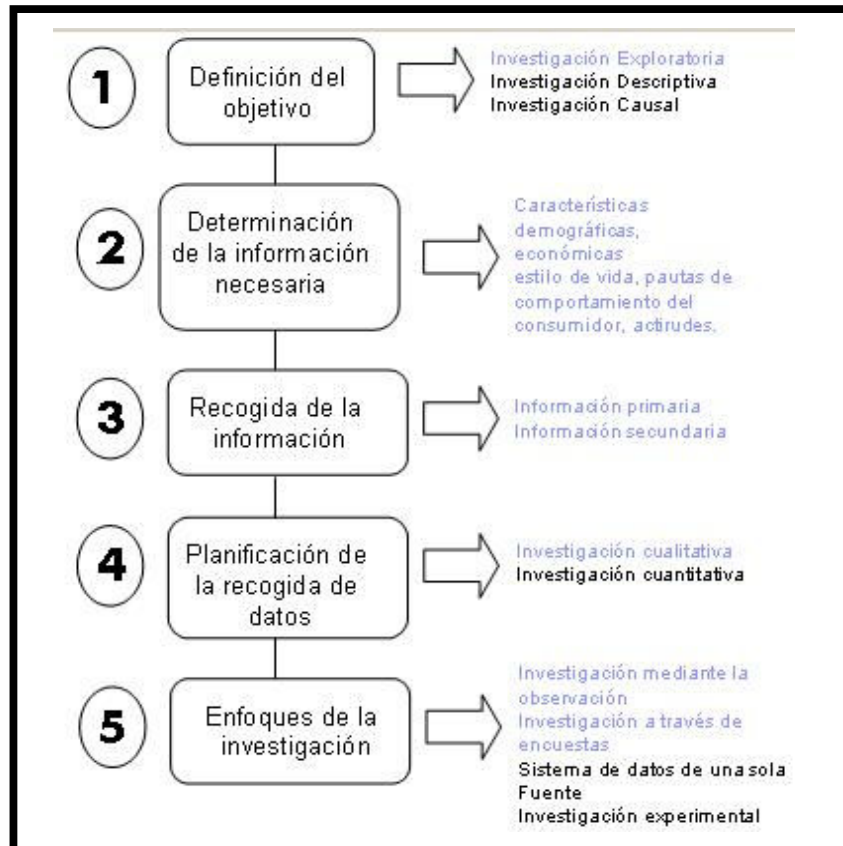 1
Definición del
objetivo
Investigación Exploratoria
Investigación Descriptiva
Investigación Causal
2
Determinación
de la información
necesaria
Características
demográficas,
económicas
estilo de vida, pautas de
comportamiento del
consumidor, actirudes.
3
Recogida de la
información
Información primaria
Información secundaria
4
Planificación de
la recogida de
datos
Investigación cualitativa
Investigación cuantitativa
5
Enfoques de la
investigación
Investigación mediante la
observación
Investigación a través de
encuestas
Sistema de datos de una sola
Fuente
Investigación experimental